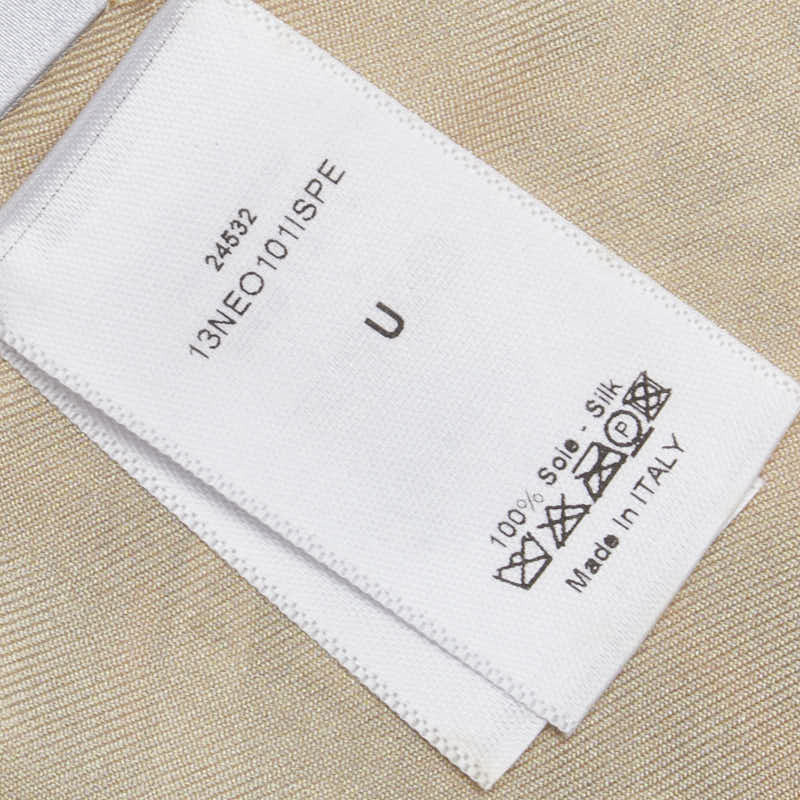 24532
13NEO101ISPE
U
100% Soie - Silk
P
Made In ITALY